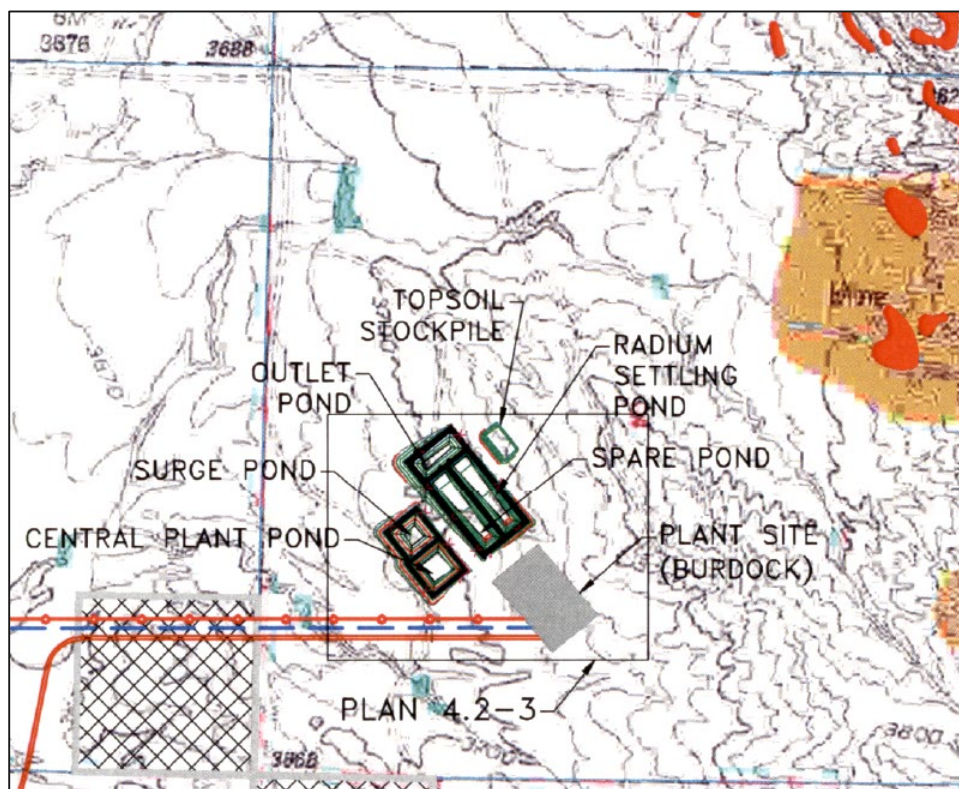 3876
3688
TOPSOIL
STOCKPILE
RADIUM
SETTLING
POND
OUTLET
POND
SPARE POND
SURGE POND
CENTRAL PLANT POND
PLANT SITE
(BURDOCK)
PLAN 4.2-3
3868